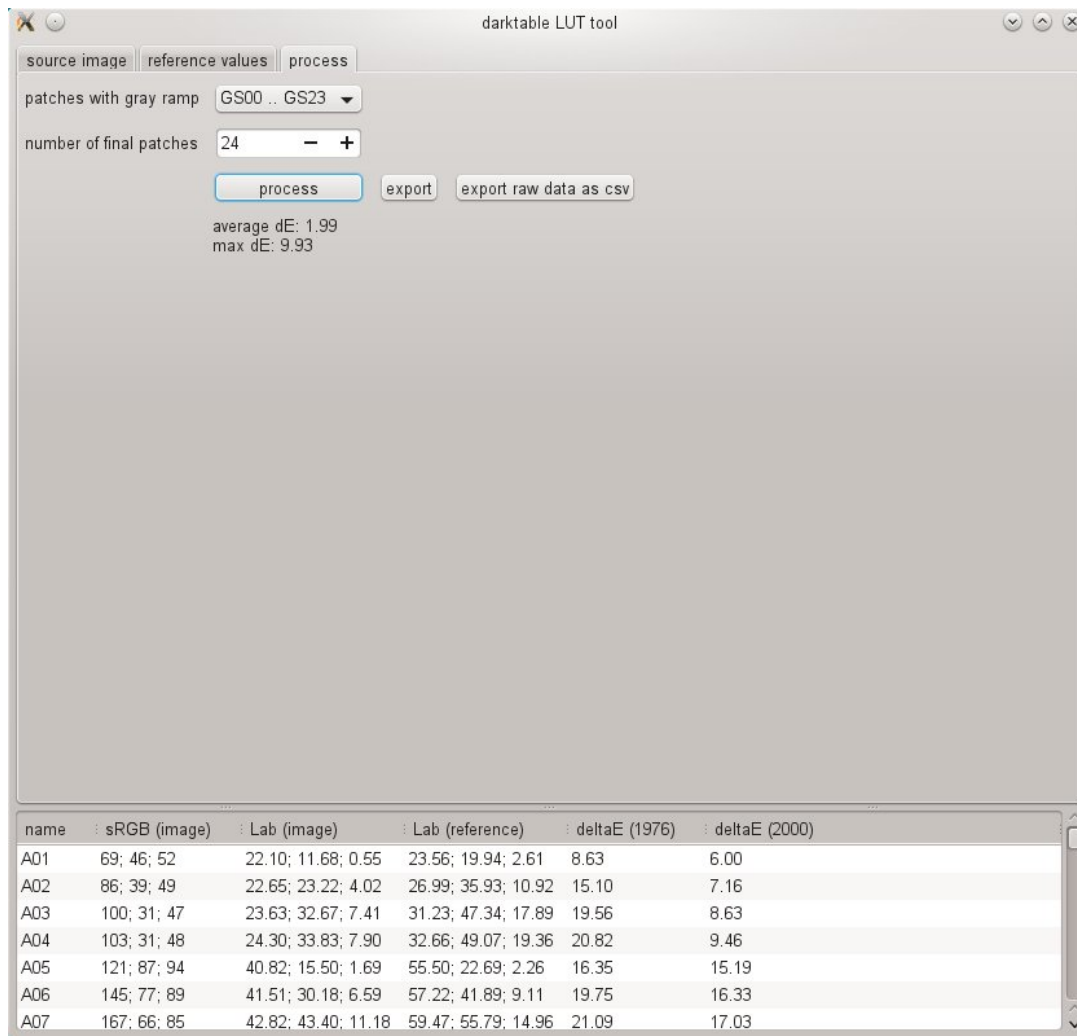 darktable LUT tool
source image reference values process
patches with gray ramp GS00 .. GS23
number of final patches 24 − +
process export export raw data as csv
average dE: 1.99
max dE: 9.93
name sRGB (image) Lab (image) Lab (reference) deltaE (1976) deltaE (2000)
A01 69; 46; 52 22.10; 11.68; 0.55 23.56; 19.94; 2.61 8.63 6.00
A02 86; 39; 49 22.65; 23.22; 4.02 26.99; 35.93; 10.92 15.10 7.16
A03 100; 31; 47 23.63; 32.67; 7.41 31.23; 47.34; 17.89 19.56 8.63
A04 103; 31; 48 24.30; 33.83; 7.90 32.66; 49.07; 19.36 20.82 9.46
A05 121; 87; 94 40.82; 15.50; 1.69 55.50; 22.69; 2.26 16.35 15.19
A06 145; 77; 89 41.51; 30.18; 6.59 57.22; 41.89; 9.11 19.75 16.33
A07 167; 66; 85 42.82; 43.40; 11.18 59.47; 55.79; 14.96 21.09 17.03